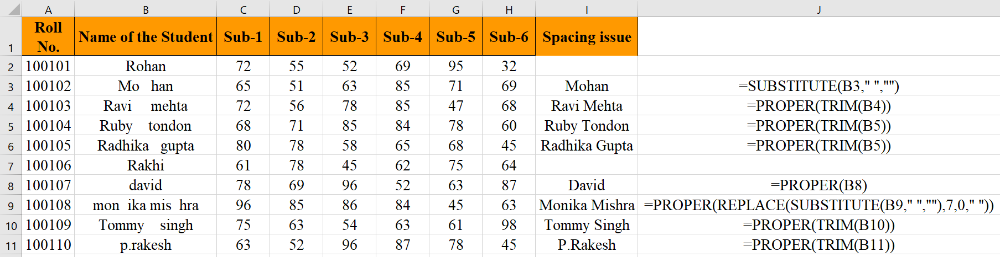 A B C D E F G H I J
1 Roll No. Name of the Student Sub-1 Sub-2 Sub-3 Sub-4 Sub-5 Sub-6 Spacing issue
2 100101 Rohan 72 55 52 69 95 32
3 100102 Mo   han 65 51 63 85 71 69 Mohan =SUBSTITUTE(B3," ","")
4 100103 Ravi     mehta 72 56 78 85 47 68 Ravi Mehta =PROPER(TRIM(B4))
5 100104 Ruby    tondon 68 71 85 84 78 60 Ruby Tondon =PROPER(TRIM(B5))
6 100105 Radhika   gupta 80 78 58 65 68 45 Radhika Gupta =PROPER(TRIM(B5))
7 100106 Rakhi 61 78 45 62 75 64
8 100107 david 78 69 96 52 63 87 David =PROPER(B8)
9 100108 mon  ika mis  hra 96 85 86 84 45 63 Monika Mishra =PROPER(REPLACE(SUBSTITUTE(B9," ",""),7,0," "))
10 100109 Tommy    singh 75 63 54 63 61 98 Tommy Singh =PROPER(TRIM(B10))
11 100110 p.rakesh 63 52 96 87 78 45 P.Rakesh =PROPER(TRIM(B11))